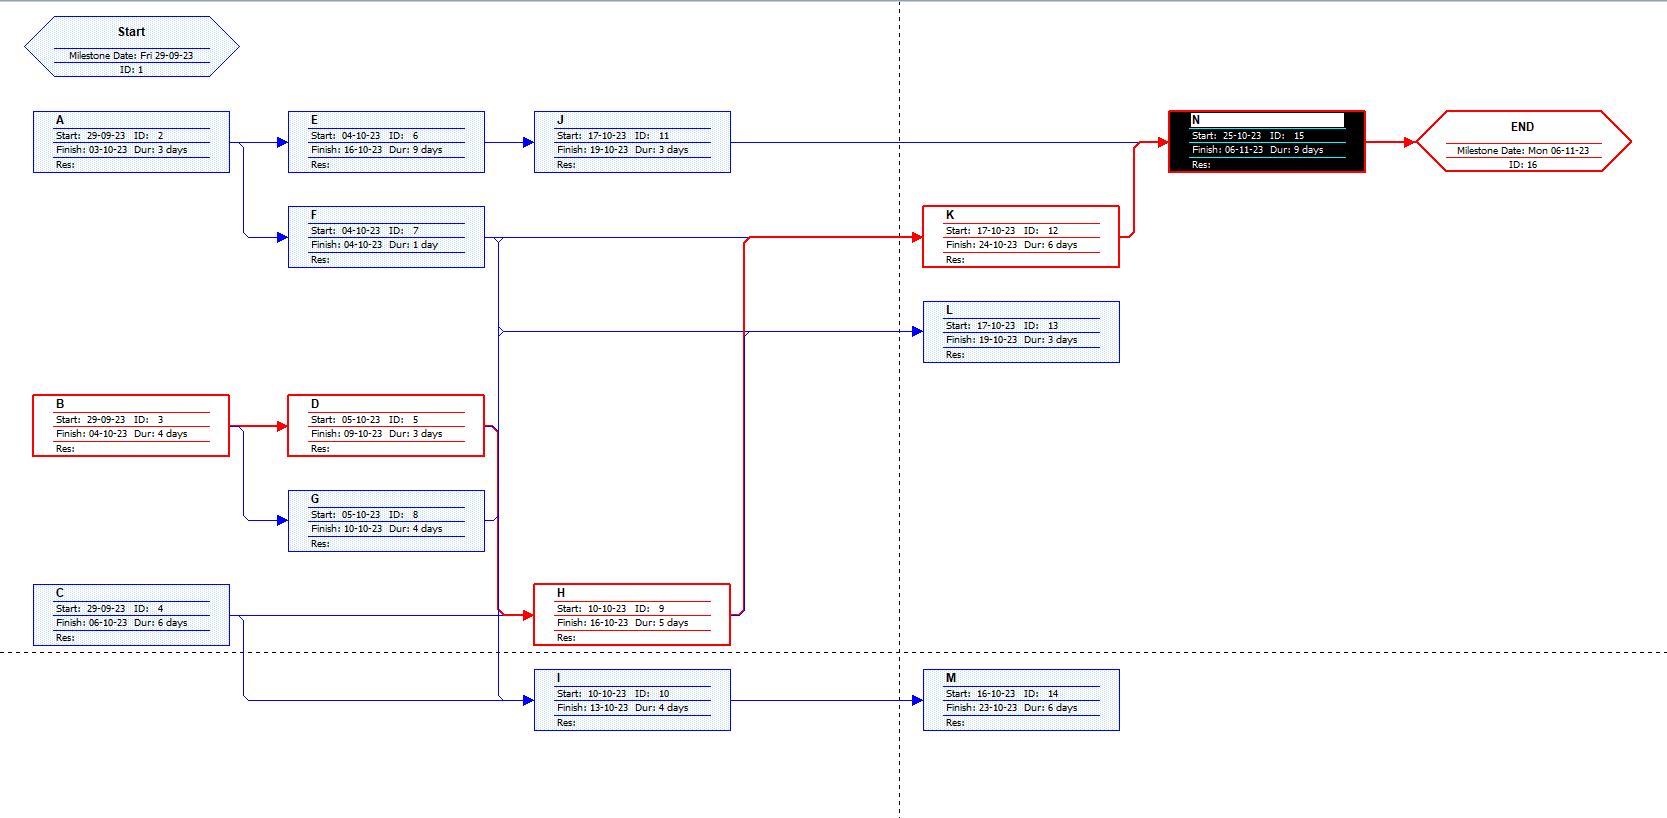 Start
Milestone Date: Fri 29-09-23
ID: 1
A
Start: 29-09-23 ID: 2
Finish: 03-10-23 Dur: 3 days
Res:
E
Start: 04-10-23 ID: 6
Finish: 16-10-23 Dur: 9 days
Res:
J
Start: 17-10-23 ID: 11
Finish: 19-10-23 Dur: 3 days
Res:
N
Start: 25-10-23 ID: 15
Finish: 06-11-23 Dur: 9 days
Res:
END
Milestone Date: Mon 06-11-23
ID: 16
F
Start: 04-10-23 ID: 7
Finish: 04-10-23 Dur: 1 day
Res:
K
Start: 17-10-23 ID: 12
Finish: 24-10-23 Dur: 6 days
Res:
L
Start: 17-10-23 ID: 13
Finish: 19-10-23 Dur: 3 days
Res:
B
Start: 29-09-23 ID: 3
Finish: 04-10-23 Dur: 4 days
Res:
D
Start: 05-10-23 ID: 5
Finish: 09-10-23 Dur: 3 days
Res:
G
Start: 05-10-23 ID: 8
Finish: 10-10-23 Dur: 4 days
Res:
C
Start: 29-09-23 ID: 4
Finish: 06-10-23 Dur: 6 days
Res:
H
Start: 10-10-23 ID: 9
Finish: 16-10-23 Dur: 5 days
Res:
I
Start: 10-10-23 ID: 10
Finish: 13-10-23 Dur: 4 days
Res:
M
Start: 16-10-23 ID: 14
Finish: 23-10-23 Dur: 6 days
Res: